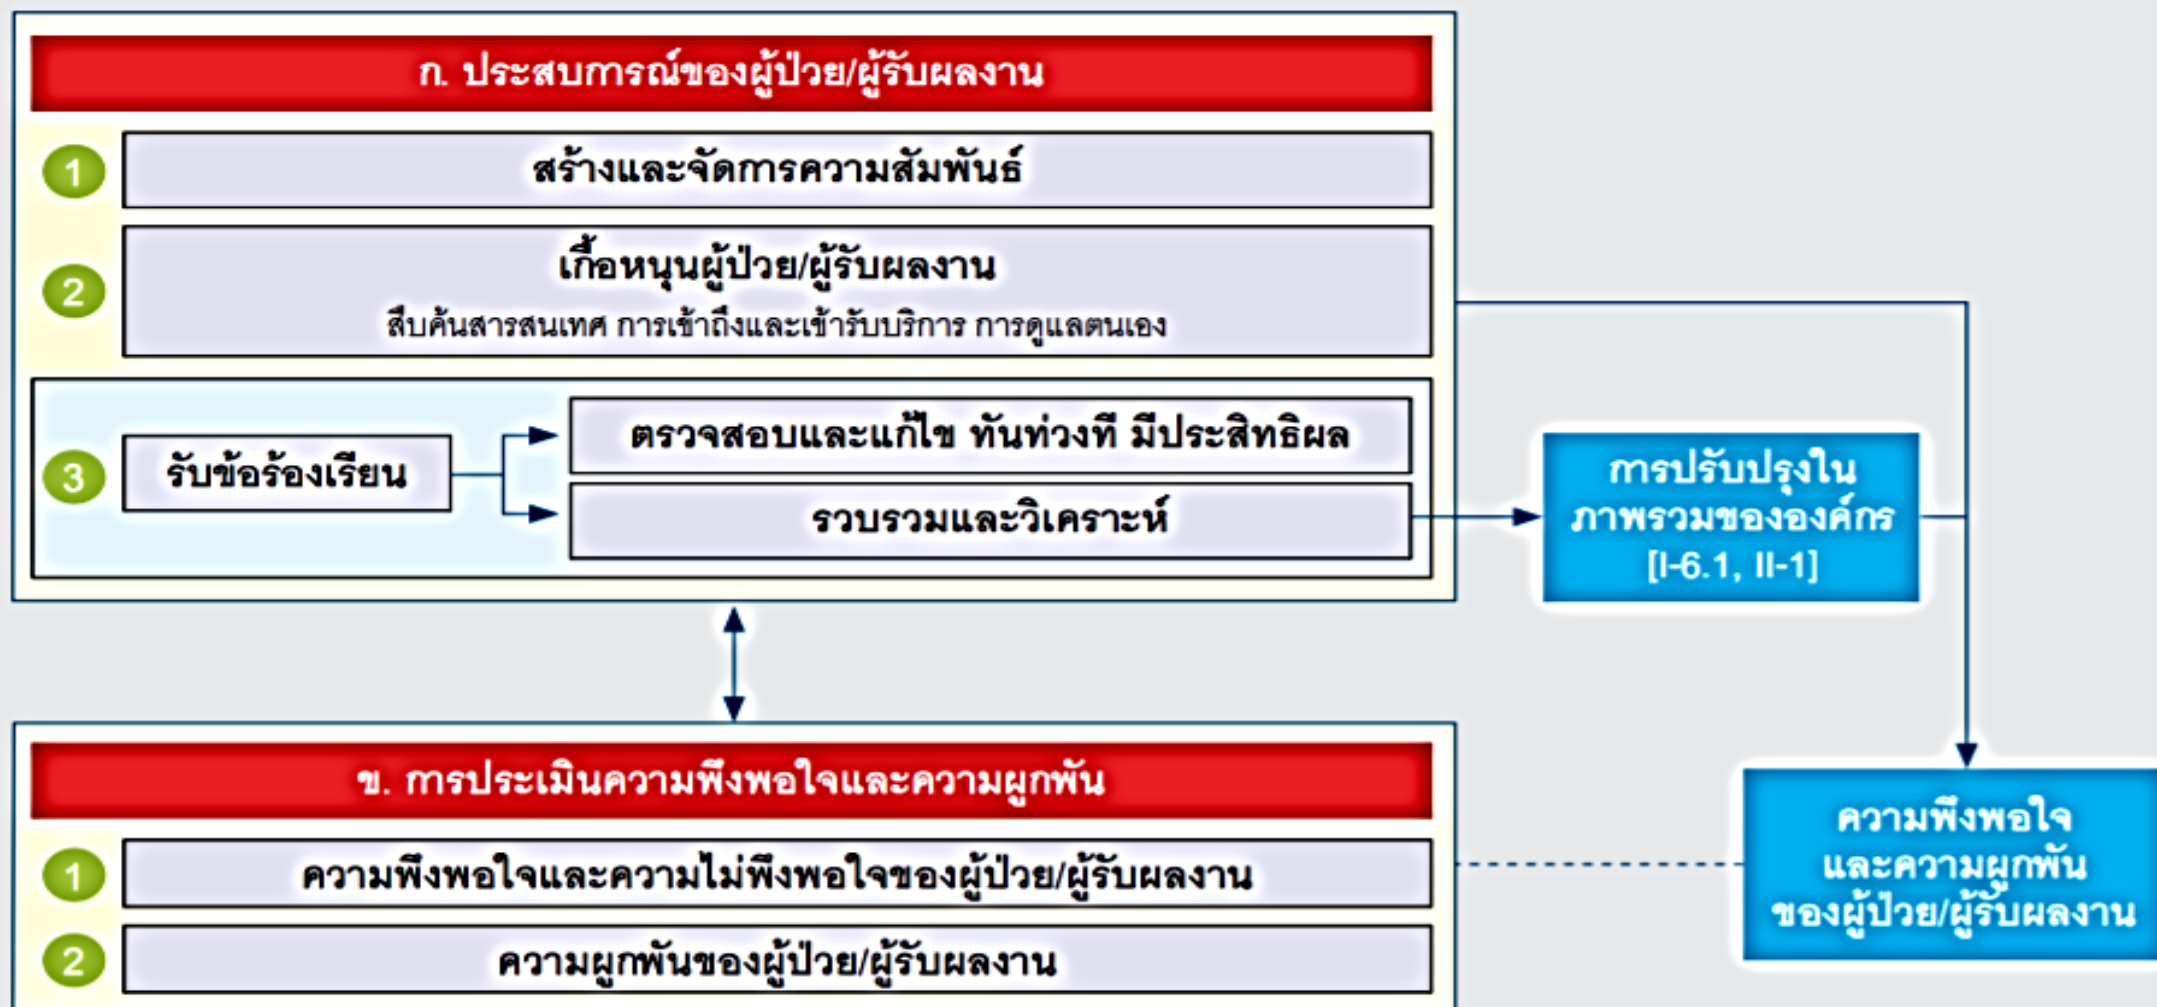 ก. ประสบการณ์ของผู้ป่วย/ผู้รับผลงาน
1
สร้างและจัดการความสัมพันธ์
2
เกื้อหนุนผู้ป่วย/ผู้รับผลงาน
สืบค้นสารสนเทศ การเข้าถึงและเข้ารับบริการ การดูแลตนเอง
3
รับข้อร้องเรียน
ตรวจสอบและแก้ไข ทันท่วงที มีประสิทธิผล
รวบรวมและวิเคราะห์
การปรับปรุงใน
ภาพรวมขององค์กร
[I-6.1, II-1]
ข. การประเมินความพึงพอใจและความผูกพัน
1
ความพึงพอใจและความไม่พึงพอใจของผู้ป่วย/ผู้รับผลงาน
2
ความผูกพันของผู้ป่วย/ผู้รับผลงาน
ความพึงพอใจ
และความผูกพัน
ของผู้ป่วย/ผู้รับผลงาน